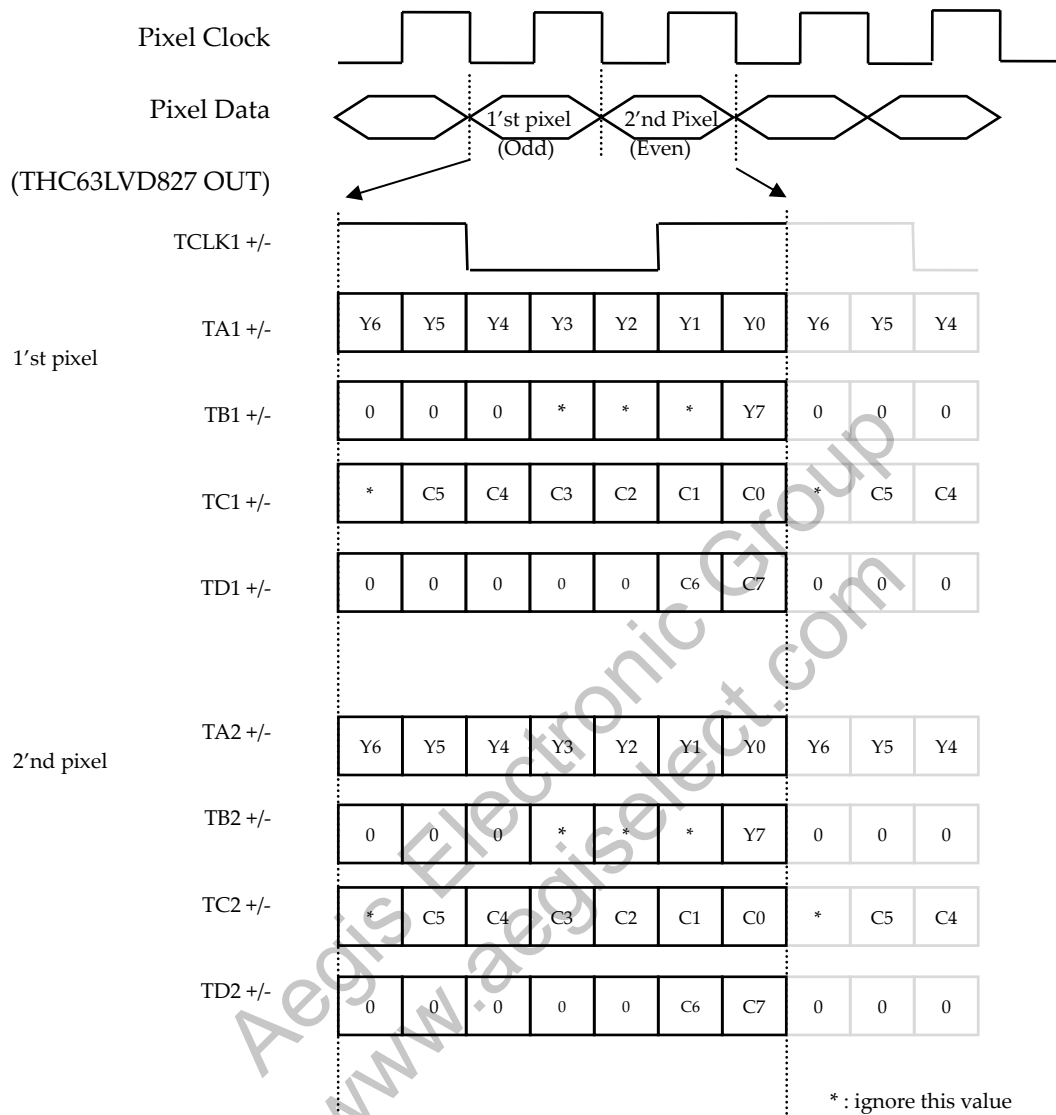 Pixel Clock
Pixel Data
1'st pixel (Odd)
2'nd Pixel (Even)
(THC63LVD827 OUT)
TCLK1 +/-
1'st pixel
TA1 +/- Y6 Y5 Y4 Y3 Y2 Y1 Y0 Y6 Y5 Y4
TB1 +/- 0 0 0 * * * Y7 0 0 0
TC1 +/- * C5 C4 C3 C2 C1 C0 * C5 C4
TD1 +/- 0 0 0 0 0 C6 C7 0 0 0
2'nd pixel
TA2 +/- Y6 Y5 Y4 Y3 Y2 Y1 Y0 Y6 Y5 Y4
TB2 +/- 0 0 0 * * * Y7 0 0 0
TC2 +/- * C5 C4 C3 C2 C1 C0 * C5 C4
TD2 +/- 0 0 0 0 0 C6 C7 0 0 0
* : ignore this value
Aegis Electronic Group
www.aegiselect.com